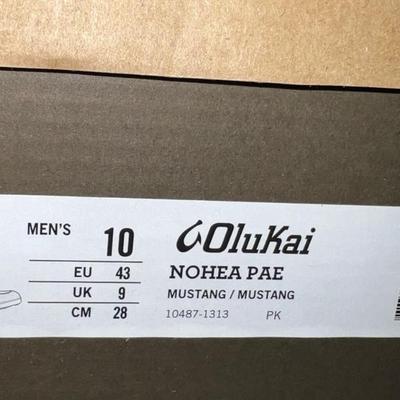 MEN'S 10
EU 43
UK 9
CM 28
OluKai
NOHEA PAE
MUSTANG / MUSTANG
10487-1313 PK